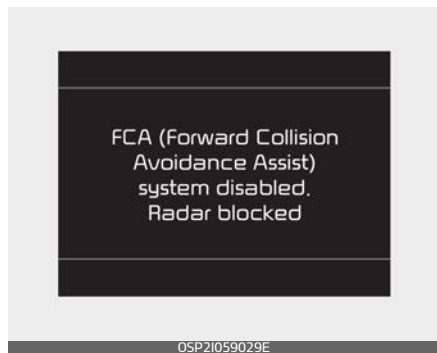 FCA (Forward Collision
Avoidance Assist)
system disabled.
Radar blocked
OSP2I059029E